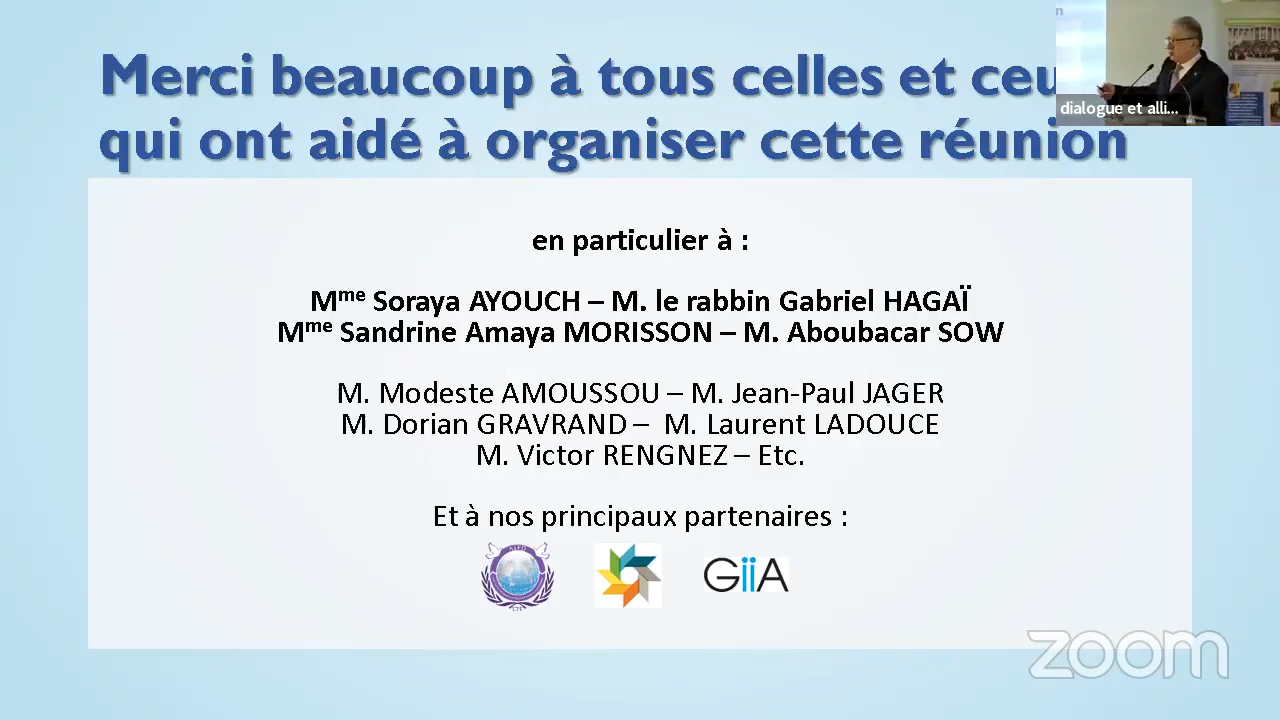 Merci beaucoup à tous celles et ceu
qui ont aidé à organiser cette réunion
dialogue et alli...
en particulier à :
Mme Soraya AYOUCH – M. le rabbin Gabriel HAGAÏ
Mme Sandrine Amaya MORISSON – M. Aboubacar SOW
M. Modeste AMOUSSOU – M. Jean-Paul JAGER
M. Dorian GRAVRAND – M. Laurent LADOUCE
M. Victor RENGNEZ – Etc.
Et à nos principaux partenaires :
GiiA
zoom